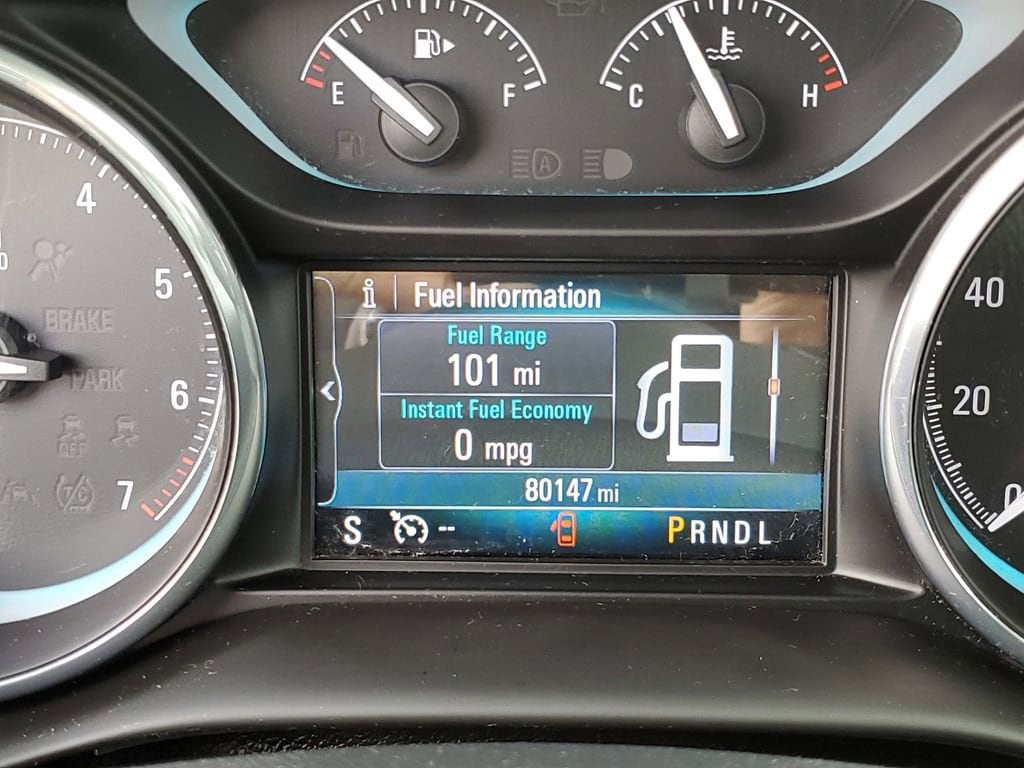 E F
C H
A
4
5
BRAKE
PARK
6
7
i Fuel Information
Fuel Range
101 mi
Instant Fuel Economy
0 mpg
80147 mi
S -- PRNDL
40
20
0